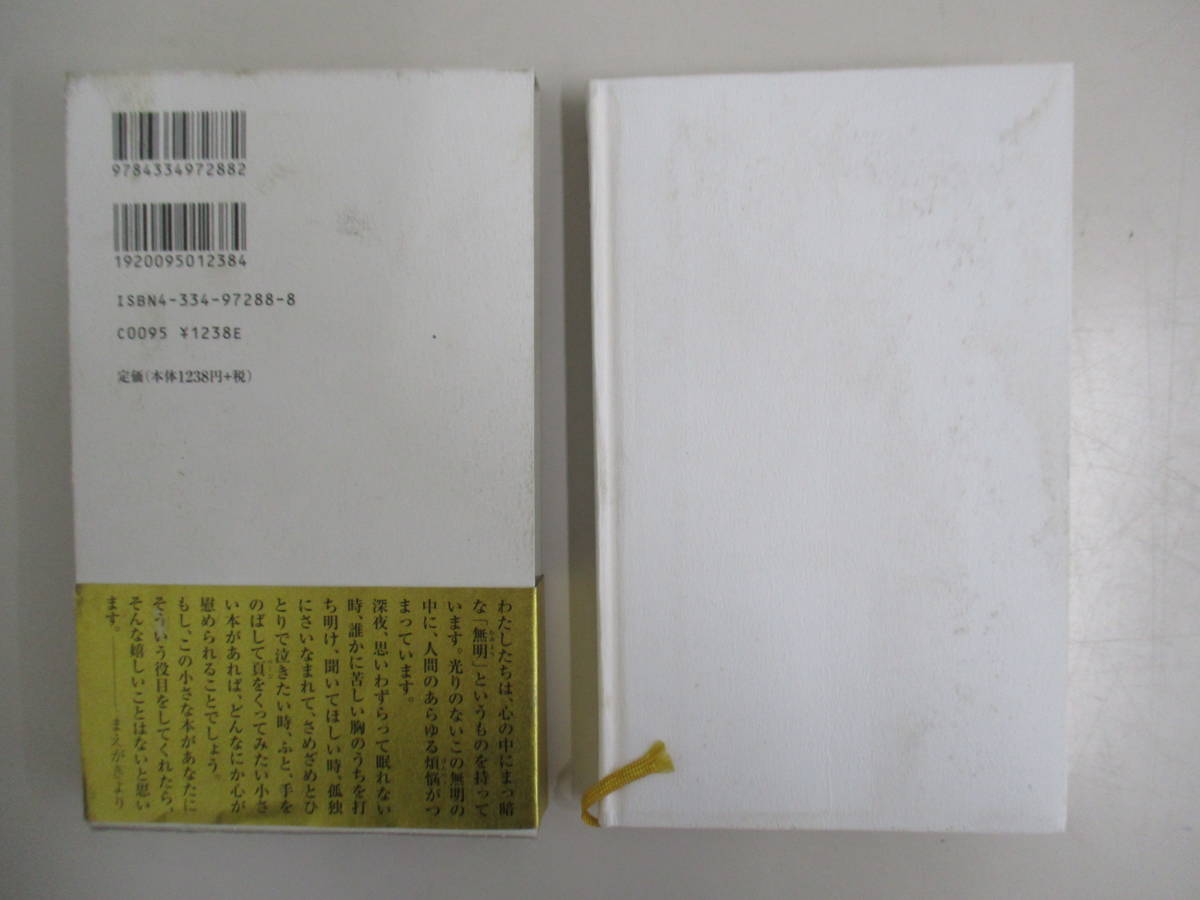 9784334972882
1920095012384
ISBN4-334-97288-8
C0095 ¥1238E
定価(本体1238円+税)
わたしたちは、心の中にまっ暗
な「無明」というものを持って
います。光りのないこの無明の
中に、人間のあらゆる煩悩がつ
まっています。
深夜、思いわずらって眠れない
時、誰かに苦しい胸のうちを打
ち明け、聞いてほしい時、孤独
にさいなまれて、さめざめとひ
とりで泣きたい時、ふと、手を
のばして頁をくってみたい小さ
い本があれば、どんなにか心が
慰められることでしょう。
もし、この小さな本があなたに
そういう役目をしてくれたら、
そんな嬉しいことはないと思い
ます。――まえがきより